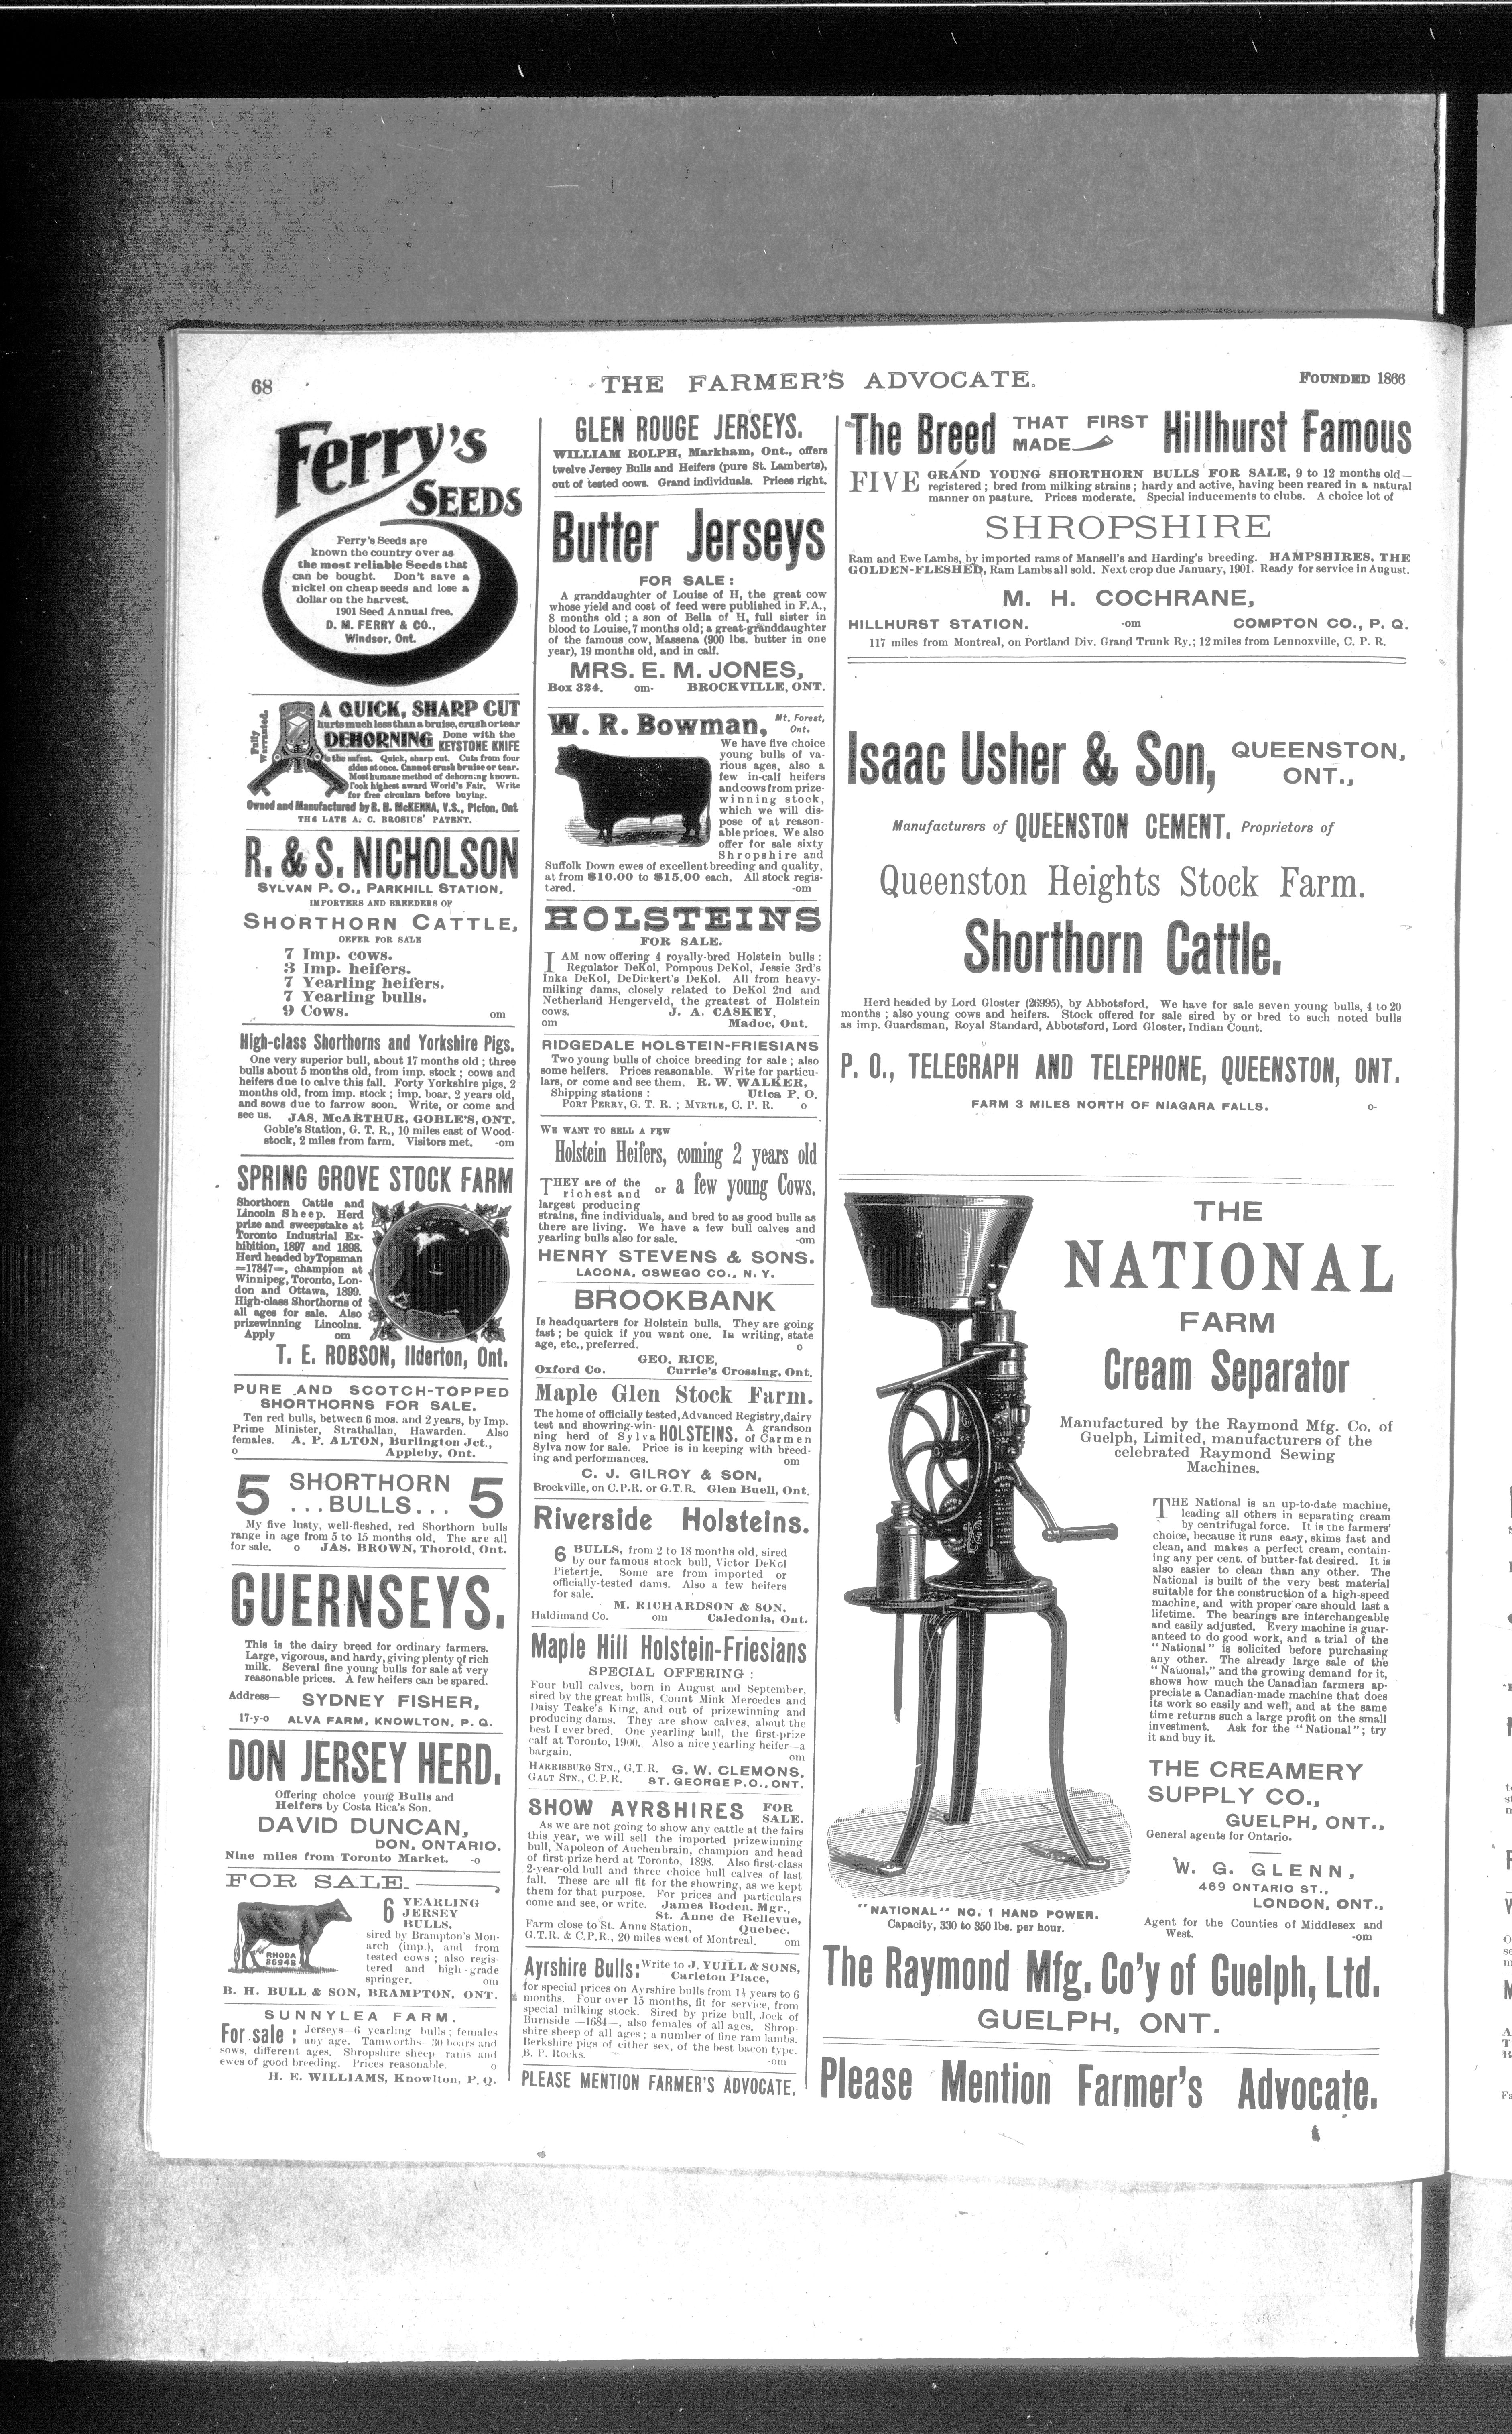 68
THE FARMER'S ADVOCATE.
FOUNDED 1866
Ferry's
SEEDS
Ferry's Seeds are
known the country over as
the most reliable Seeds that
can be bought. Don't save a
nickel on cheap seeds and lose a
dollar on the harvest.
1901 Seed Annual free.
D. M. FERRY & CO.,
Windsor, Ont.
Fully Warranted.
A QUICK, SHARP CUT
hurts much less than a bruise, crush or tear
DEHORNING Done with the
KEYSTONE KNIFE
is the safest. Quick, sharp cut. Cuts from four
sides at once. Cannot crush bruise or tear.
Most humane method of dehorning known.
Took highest award World's Fair. Write
for free circulars before buying.
Owned and Manufactured by R. H. McKENNA, V.S., Picton, Ont
THE LATE A. C. BROSIUS' PATENT.
R. & S. NICHOLSON
SYLVAN P. O., PARKHILL STATION,
IMPORTERS AND BREEDERS OF
SHORTHORN CATTLE,
OFFER FOR SALE
7 Imp. cows.
3 Imp. heifers.
7 Yearling heifers.
7 Yearling bulls.
9 Cows. om
High-class Shorthorns and Yorkshire Pigs.
One very superior bull, about 17 months old; three
bulls about 5 months old, from imp. stock; cows and
heifers due to calve this fall. Forty Yorkshire pigs, 2
months old, from imp. stock; imp. boar, 2 years old,
and sows due to farrow soon. Write, or come and
see us. JAS. McARTHUR, GOBLE'S, ONT.
Goble's Station, G. T. R., 10 miles east of Wood-
stock, 2 miles from farm. Visitors met. -om
SPRING GROVE STOCK FARM
Shorthorn Cattle and
Lincoln Sheep. Herd
prize and sweepstake at
Toronto Industrial Ex-
hibition, 1897 and 1898.
Herd headed by Topsman
=17847=, champion at
Winnipeg, Toronto, Lon-
don and Ottawa, 1899.
High-class Shorthorns of
all ages for sale. Also
prizewinning Lincolns.
Apply om
T. E. ROBSON, Ilderton, Ont.
PURE AND SCOTCH-TOPPED
SHORTHORNS FOR SALE.
Ten red bulls, between 6 mos. and 2 years, by Imp.
Prime Minister, Strathallan, Hawarden. Also
females. A. P. ALTON, Burlington Jct.,
o Appleby, Ont.
5 SHORTHORN
...BULLS... 5
My five lusty, well-fleshed, red Shorthorn bulls
range in age from 5 to 15 months old. The are all
for sale. o JAS. BROWN, Thorold, Ont.
GUERNSEYS.
This is the dairy breed for ordinary farmers.
Large, vigorous, and hardy, giving plenty of rich
milk. Several fine young bulls for sale at very
reasonable prices. A few heifers can be spared.
Address— SYDNEY FISHER,
17-y-o ALVA FARM, KNOWLTON, P. Q.
DON JERSEY HERD.
Offering choice young Bulls and
Heifers by Costa Rica's Son.
DAVID DUNCAN,
DON, ONTARIO.
Nine miles from Toronto Market. -o
FOR SALE.
RHODA
86948
6 YEARLING
JERSEY
BULLS,
sired by Brampton's Mon-
arch (imp.), and from
tested cows; also regis-
tered and high-grade
springer. om
B. H. BULL & SON, BRAMPTON, ONT.
SUNNYLEA FARM.
For sale: Jerseys—6 yearling bulls; females
any age. Tamworths—30 boars and
sows, different ages. Shropshire sheep—rams and
ewes of good breeding. Prices reasonable. o
H. E. WILLIAMS, Knowlton, P. Q.
GLEN ROUGE JERSEYS.
WILLIAM ROLPH, Markham, Ont., offers
twelve Jersey Bulls and Heifers (pure St. Lamberts),
out of tested cows. Grand individuals. Prices right.
Butter Jerseys
FOR SALE:
A granddaughter of Louise of H, the great cow
whose yield and cost of feed were published in F.A.,
8 months old; a son of Bella of H, full sister in
blood to Louise, 7 months old; a great-granddaughter
of the famous cow, Massena (900 lbs. butter in one
year), 19 months old, and in calf.
MRS. E. M. JONES,
Box 324. om- BROCKVILLE, ONT.
W. R. Bowman, Mt. Forest,
Ont.
We have five choice
young bulls of va-
rious ages, also a
few in-calf heifers
and cows from prize-
winning stock,
which we will dis-
pose of at reason-
able prices. We also
offer for sale sixty
Shropshire and
Suffolk Down ewes of excellent breeding and quality,
at from $10.00 to $15.00 each. All stock regis-
tered. -om
HOLSTEINS
FOR SALE.
I AM now offering 4 royally-bred Holstein bulls:
Regulator DeKol, Pompous DeKol, Jessie 3rd's
Inka DeKol, DeDickert's DeKol. All from heavy-
milking dams, closely related to DeKol 2nd and
Netherland Hengerveld, the greatest of Holstein
cows. J. A. CASKEY,
om Madoc, Ont.
RIDGEDALE HOLSTEIN-FRIESIANS
Two young bulls of choice breeding for sale; also
some heifers. Prices reasonable. Write for particu-
lars, or come and see them. R. W. WALKER,
Shipping stations: Utica P. O.
PORT PERRY, G. T. R.; MYRTLE, C. P. R. o
WE WANT TO SELL A FEW
Holstein Heifers, coming 2 years old
THEY are of the
richest and
or a few young Cows.
largest producing
strains, fine individuals, and bred to as good bulls as
there are living. We have a few bull calves and
yearling bulls also for sale. -om
HENRY STEVENS & SONS.
LACONA, OSWEGO CO., N. Y.
BROOKBANK
Is headquarters for Holstein bulls. They are going
fast; be quick if you want one. In writing, state
age, etc., preferred. o
GEO. RICE,
Oxford Co. Currie's Crossing, Ont.
Maple Glen Stock Farm.
The home of officially tested, Advanced Registry, dairy
test and showring-win- HOLSTEINS. A grandson
ning herd of Sylva of Carmen
Sylva now for sale. Price is in keeping with breed-
ing and performances. om
C. J. GILROY & SON,
Brockville, on C.P.R. or G.T.R. Glen Buell, Ont.
Riverside Holsteins.
6 BULLS, from 2 to 18 months old, sired
by our famous stock bull, Victor DeKol
Pietertje. Some are from imported or
officially-tested dams. Also a few heifers
for sale.
M. RICHARDSON & SON,
Haldimand Co. om Caledonia, Ont.
Maple Hill Holstein-Friesians
SPECIAL OFFERING:
Four bull calves, born in August and September,
sired by the great bulls, Count Mink Mercedes and
Daisy Teake's King, and out of prizewinning and
producing dams. They are show calves, about the
best I ever bred. One yearling bull, the first-prize
calf at Toronto, 1900. Also a nice yearling heifer—a
bargain. om
HARRISBURG STN., G.T.R. G. W. CLEMONS,
GALT STN., C.P.R. ST. GEORGE P.O., ONT.
SHOW AYRSHIRES FOR
SALE.
As we are not going to show any cattle at the fairs
this year, we will sell the imported prizewinning
bull, Napoleon of Auchenbrain, champion and head
of first-prize herd at Toronto, 1898. Also first-class
2-year-old bull and three choice bull calves of last
fall. These are all fit for the showring, as we kept
them for that purpose. For prices and particulars
come and see, or write. James Boden, Mgr.,
St. Anne de Bellevue,
Farm close to St. Anne Station, Quebec.
G.T.R. & C.P.R., 20 miles west of Montreal. om
Ayrshire Bulls: Write to J. YUILL & SONS,
Carleton Place,
for special prices on Ayrshire bulls from 1½ years to 6
months. Four over 15 months, fit for service, from
special milking stock. Sired by prize bull, Jock of
Burnside —1684—, also females of all ages. Shrop-
shire sheep of all ages; a number of fine ram lambs.
Berkshire pigs of either sex, of the best bacon type.
B. P. Rocks. -om
PLEASE MENTION FARMER'S ADVOCATE.
The Breed THAT FIRST
MADE Hillhurst Famous
FIVE GRAND YOUNG SHORTHORN BULLS FOR SALE, 9 to 12 months old—
registered; bred from milking strains; hardy and active, having been reared in a natural
manner on pasture. Prices moderate. Special inducements to clubs. A choice lot of
SHROPSHIRE
Ram and Ewe Lambs, by imported rams of Mansell's and Harding's breeding. HAMPSHIRES, THE
GOLDEN-FLESHED, Ram Lambs all sold. Next crop due January, 1901. Ready for service in August.
M. H. COCHRANE,
HILLHURST STATION. -om COMPTON CO., P. Q.
117 miles from Montreal, on Portland Div. Grand Trunk Ry.; 12 miles from Lennoxville, C. P. R.
Isaac Usher & Son, QUEENSTON,
ONT.,
Manufacturers of QUEENSTON CEMENT. Proprietors of
Queenston Heights Stock Farm.
Shorthorn Cattle.
Herd headed by Lord Gloster (26995), by Abbotsford. We have for sale seven young bulls, 4 to 20
months; also young cows and heifers. Stock offered for sale sired by or bred to such noted bulls
as imp. Guardsman, Royal Standard, Abbotsford, Lord Gloster, Indian Count.
P. O., TELEGRAPH AND TELEPHONE, QUEENSTON, ONT.
FARM 3 MILES NORTH OF NIAGARA FALLS. o-
THE
NATIONAL
FARM
Cream Separator
Manufactured by the Raymond Mfg. Co. of
Guelph, Limited, manufacturers of the
celebrated Raymond Sewing
Machines.
THE National is an up-to-date machine,
leading all others in separating cream
by centrifugal force. It is the farmers'
choice, because it runs easy, skims fast and
clean, and makes a perfect cream, contain-
ing any per cent. of butter-fat desired. It is
also easier to clean than any other. The
National is built of the very best material
suitable for the construction of a high-speed
machine, and with proper care should last a
lifetime. The bearings are interchangeable
and easily adjusted. Every machine is guar-
anteed to do good work, and a trial of the
"National" is solicited before purchasing
any other. The already large sale of the
"National," and the growing demand for it,
shows how much the Canadian farmers ap-
preciate a Canadian-made machine that does
its work so easily and well, and at the same
time returns such a large profit on the small
investment. Ask for the "National"; try
it and buy it.
THE CREAMERY
SUPPLY CO.,
GUELPH, ONT.,
General agents for Ontario.
W. G. GLENN,
469 ONTARIO ST.,
LONDON, ONT.,
Agent for the Counties of Middlesex and
West. -om
"NATIONAL" NO. 1 HAND POWER.
Capacity, 330 to 350 lbs. per hour.
The Raymond Mfg. Co'y of Guelph, Ltd.
GUELPH, ONT.
Please Mention Farmer's Advocate.